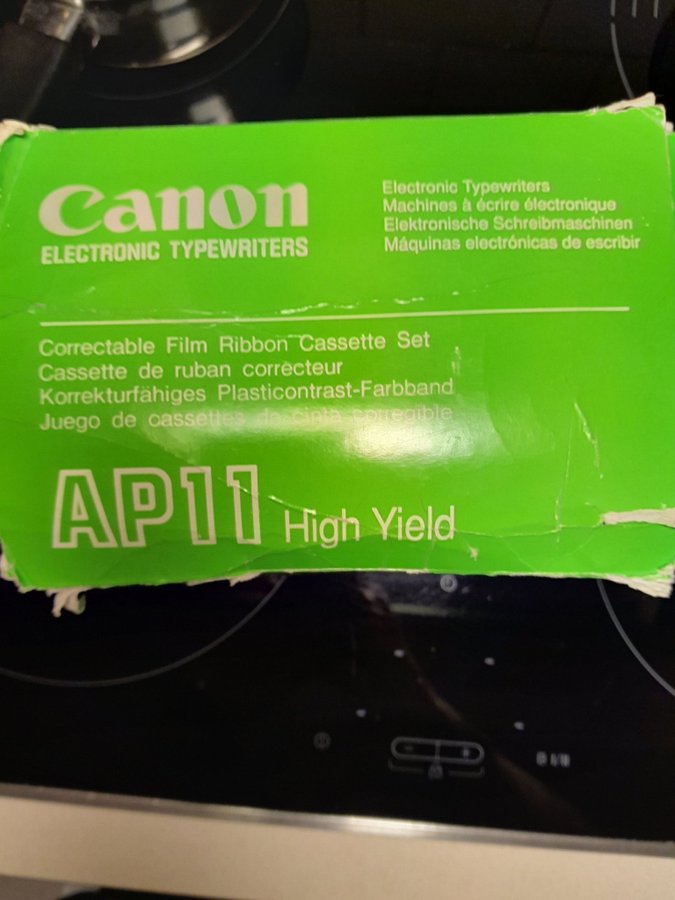 Canon
ELECTRONIC TYPEWRITERS
Electronic Typewriters
Machines à écrire électronique
Elektronische Schreibmaschinen
Máquinas electrónicas de escribir
Correctable Film Ribbon Cassette Set
Cassette de ruban correcteur
Korrekturfähiges Plasticontrast-Farbband
Juego de cassettes de cinta corregible
AP11 High Yield